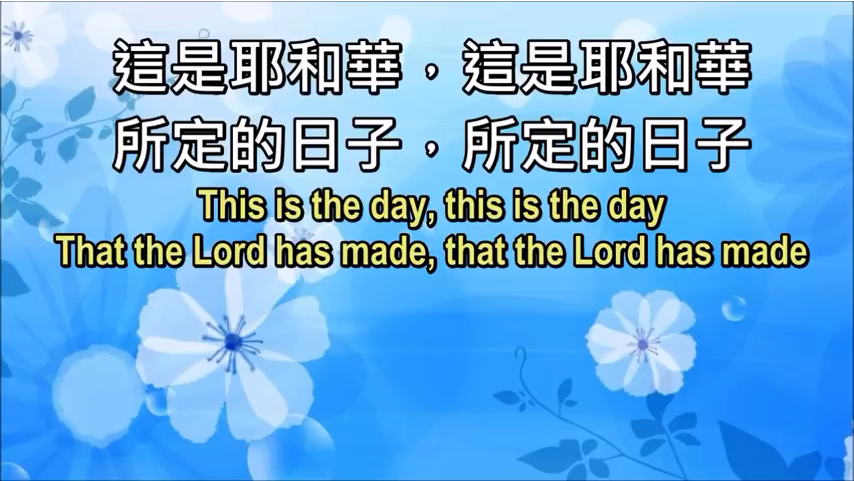 這是耶和華，這是耶和華
所定的日子，所定的日子
This is the day, this is the day
That the Lord has made, that the Lord has made